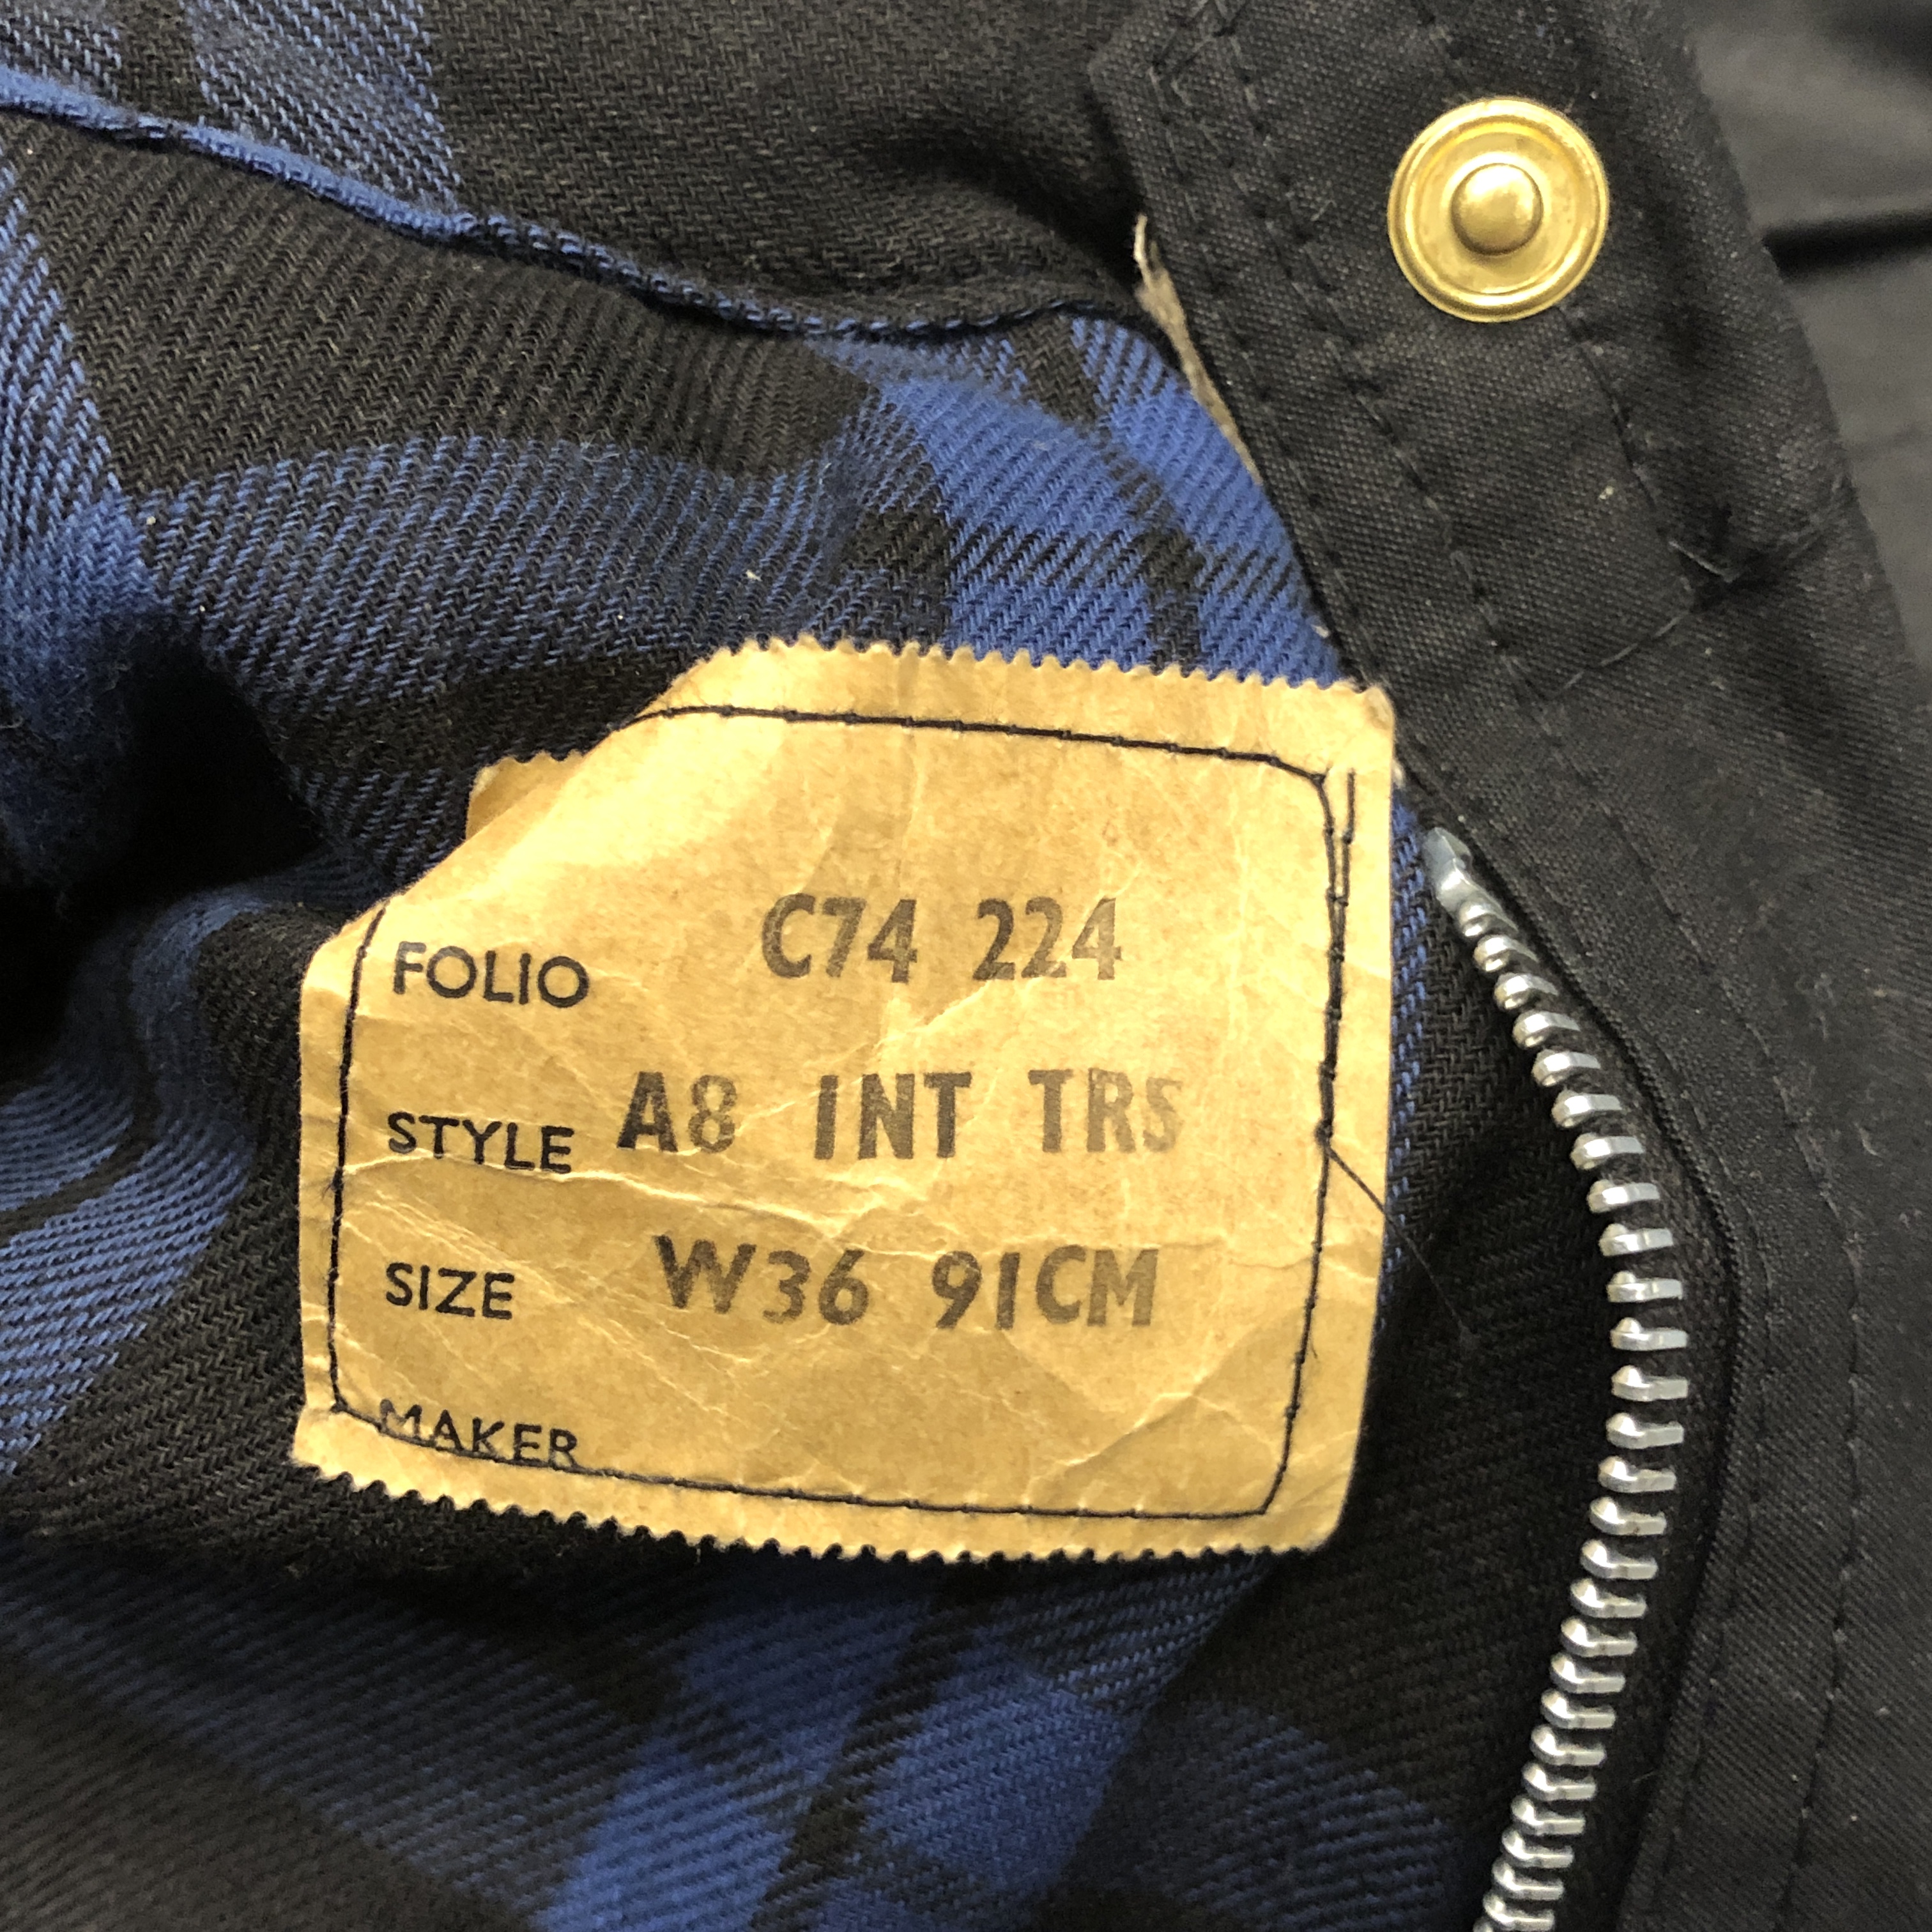 FOLIO C74 224
STYLE A8 INT TRS
SIZE W36 91CM
MAKER